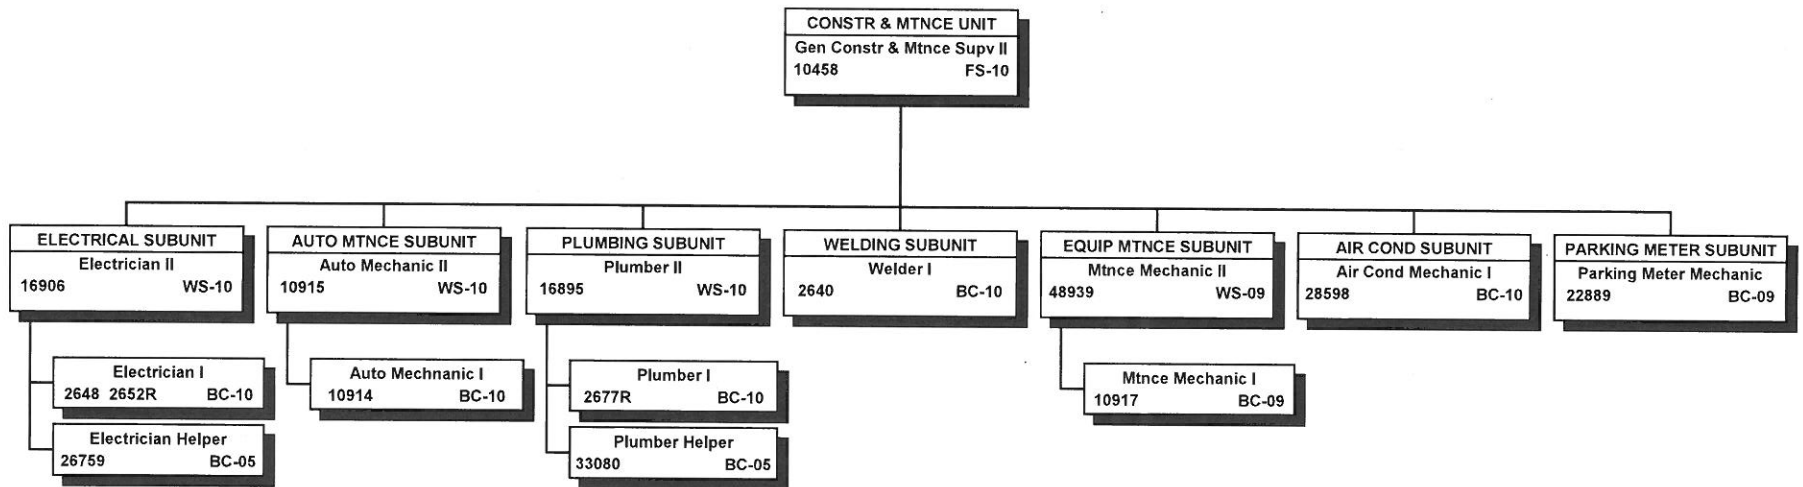 CONSTR & MTNCE UNIT
Gen Constr & Mtnce Supv II
10458 FS-10
ELECTRICAL SUBUNIT
Electrician II
16906 WS-10
Electrician I
2648 2652R BC-10
Electrician Helper
26759 BC-05
AUTO MTNCE SUBUNIT
Auto Mechanic II
10915 WS-10
Auto Mechnanic I
10914 BC-10
PLUMBING SUBUNIT
Plumber II
16895 WS-10
Plumber I
2677R BC-10
Plumber Helper
33080 BC-05
WELDING SUBUNIT
Welder I
2640 BC-10
EQUIP MTNCE SUBUNIT
Mtnce Mechanic II
48939 WS-09
Mtnce Mechanic I
10917 BC-09
AIR COND SUBUNIT
Air Cond Mechanic I
28598 BC-10
PARKING METER SUBUNIT
Parking Meter Mechanic
22889 BC-09